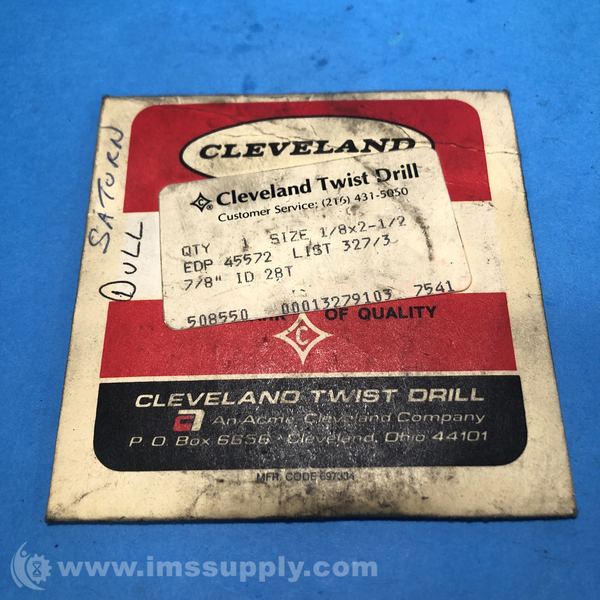 SATURN
DULL
CLEVELAND
Cleveland Twist Drill
Customer Service: (216) 431-5050
QTY 1 SIZE 1/8x2-1/2
EDP 45572 LIST 327/3
7/8" ID 28T
508550 00013279103 7541
OF QUALITY
C
CLEVELAND TWIST DRILL
An Acme Cleveland Company
P.O. Box 6656 · Cleveland, Ohio 44101
MFR. CODE 697334
© www.imssupply.com